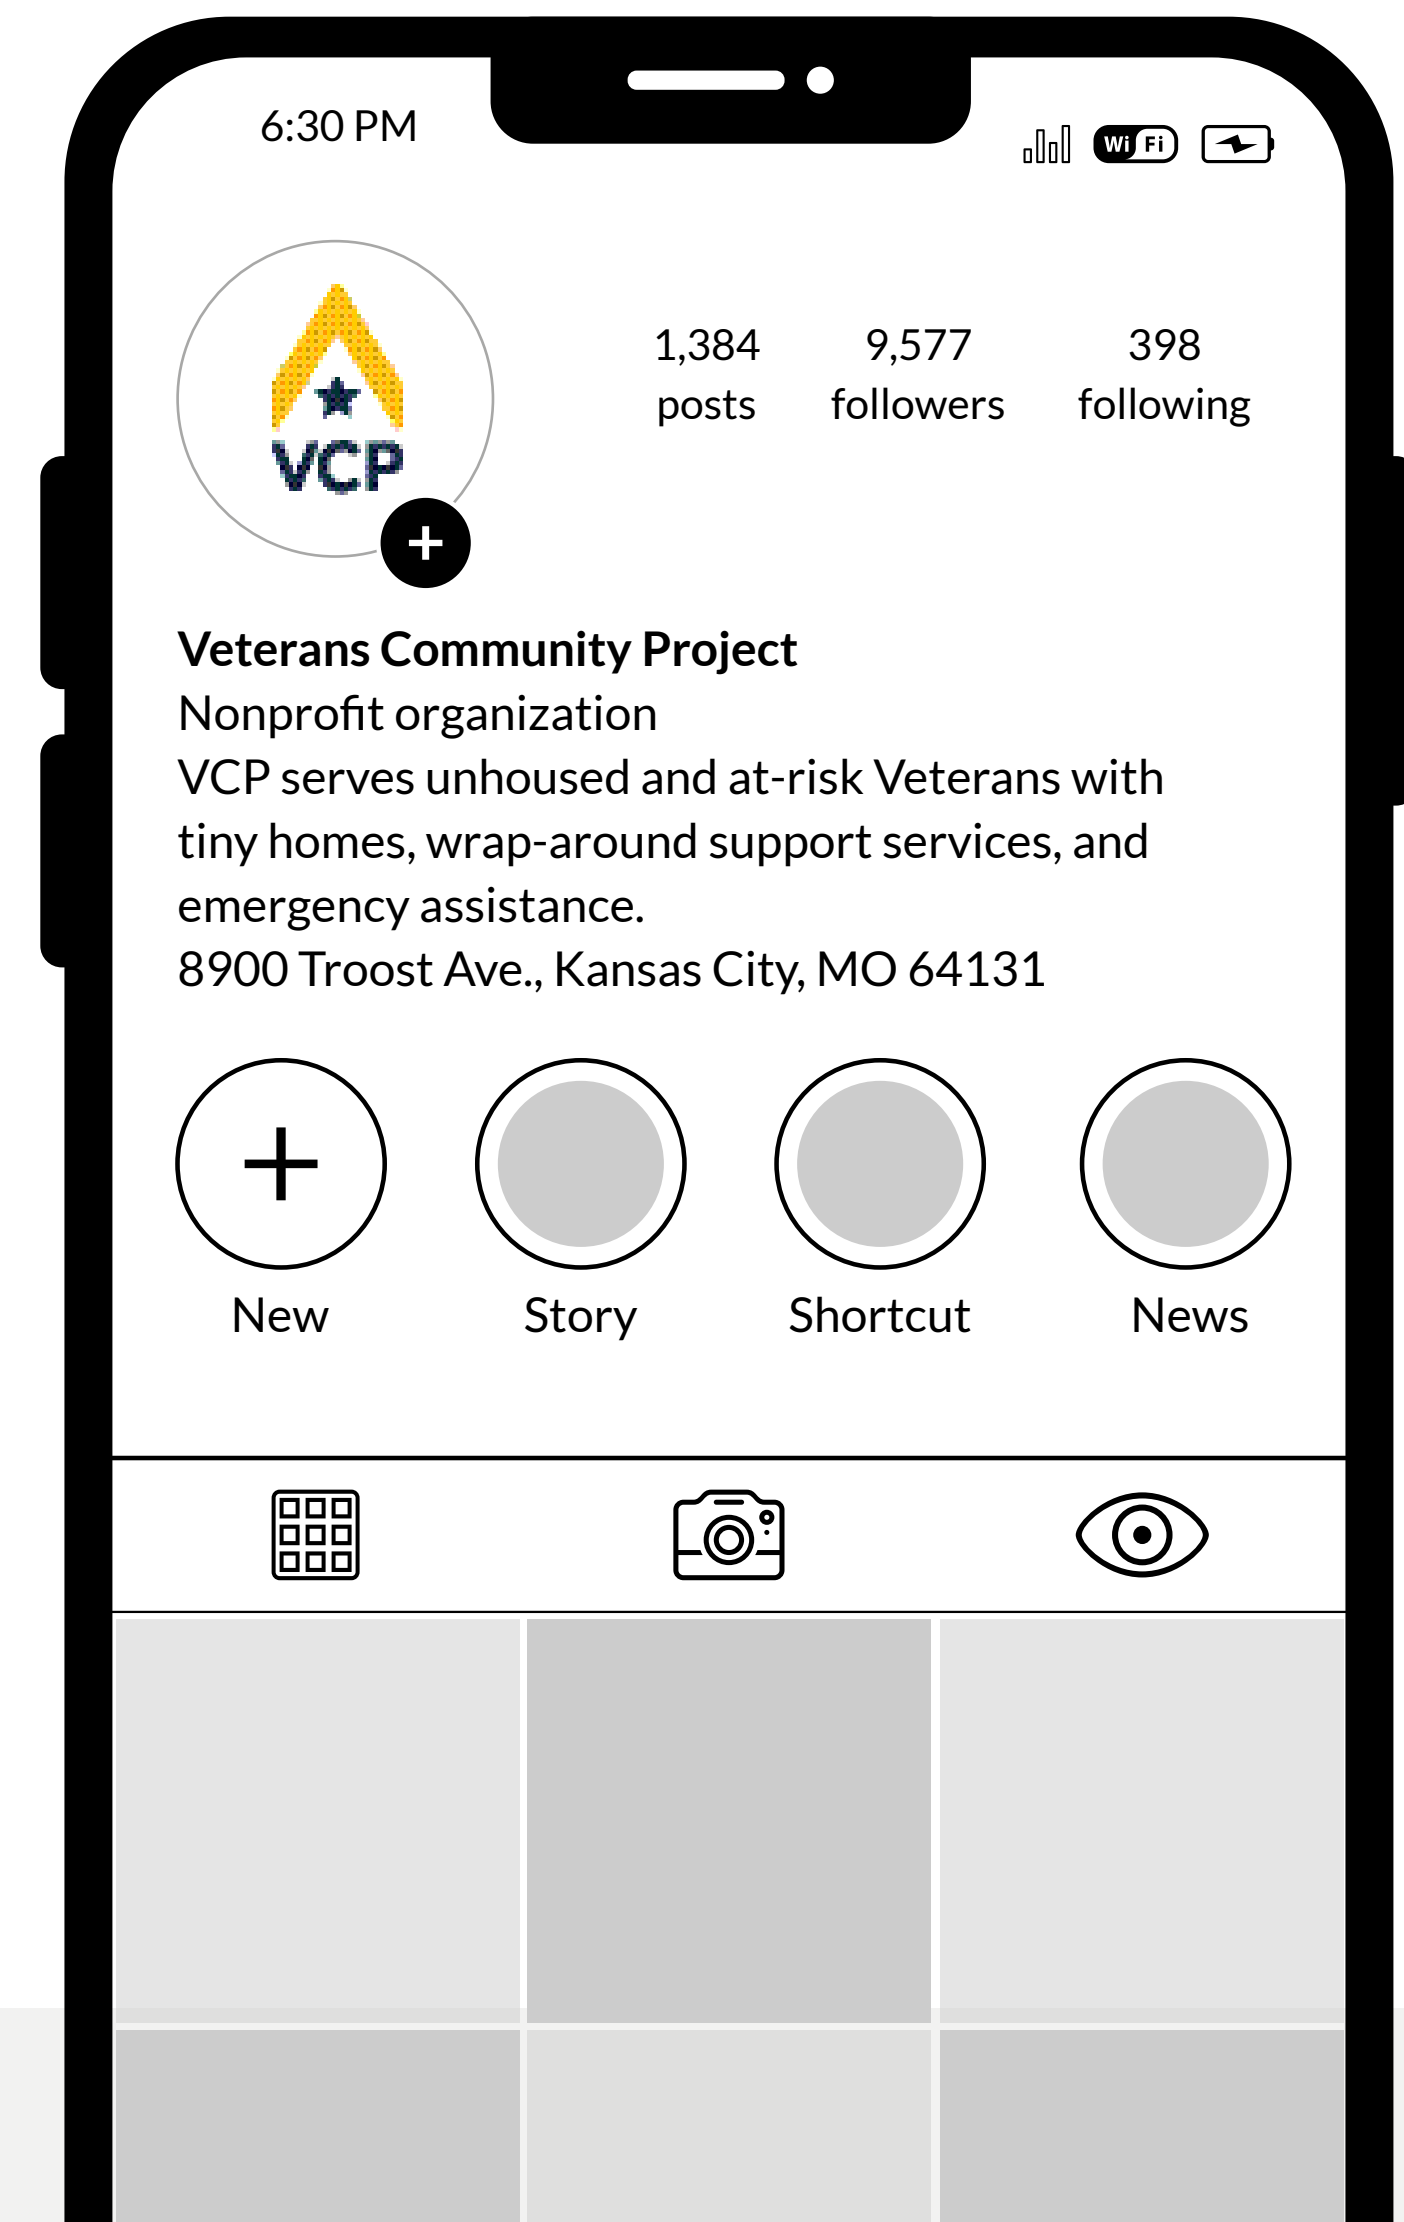 6:30 PM
Wi Fi
VCP
1,384 9,577 398
posts followers following
Veterans Community Project
Nonprofit organization
VCP serves unhoused and at-risk Veterans with
tiny homes, wrap-around support services, and
emergency assistance.
8900 Troost Ave., Kansas City, MO 64131
New Story Shortcut News